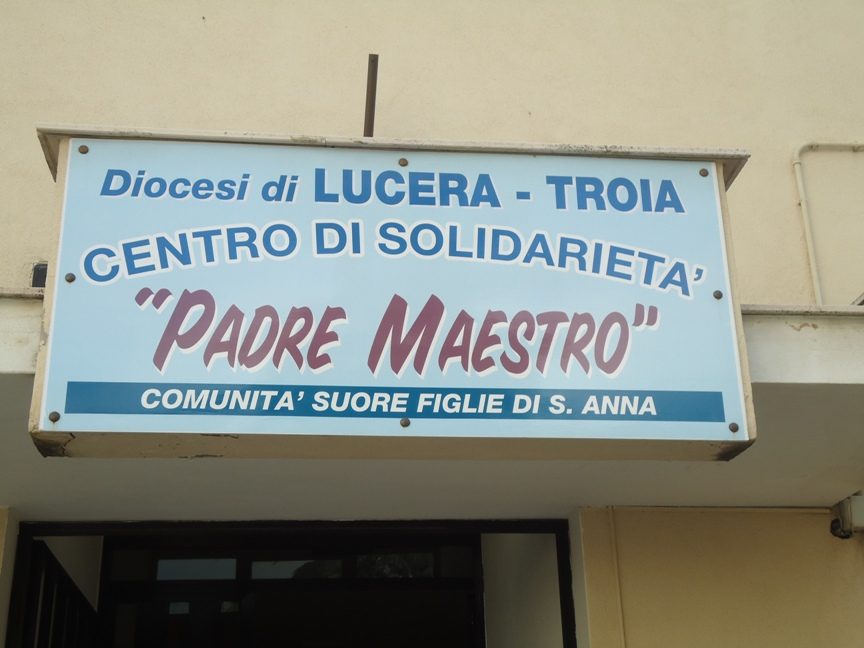 Diocesi di LUCERA - TROIA
CENTRO DI SOLIDARIETA'
"PADRE MAESTRO"
COMUNITA' SUORE FIGLIE DI S. ANNA